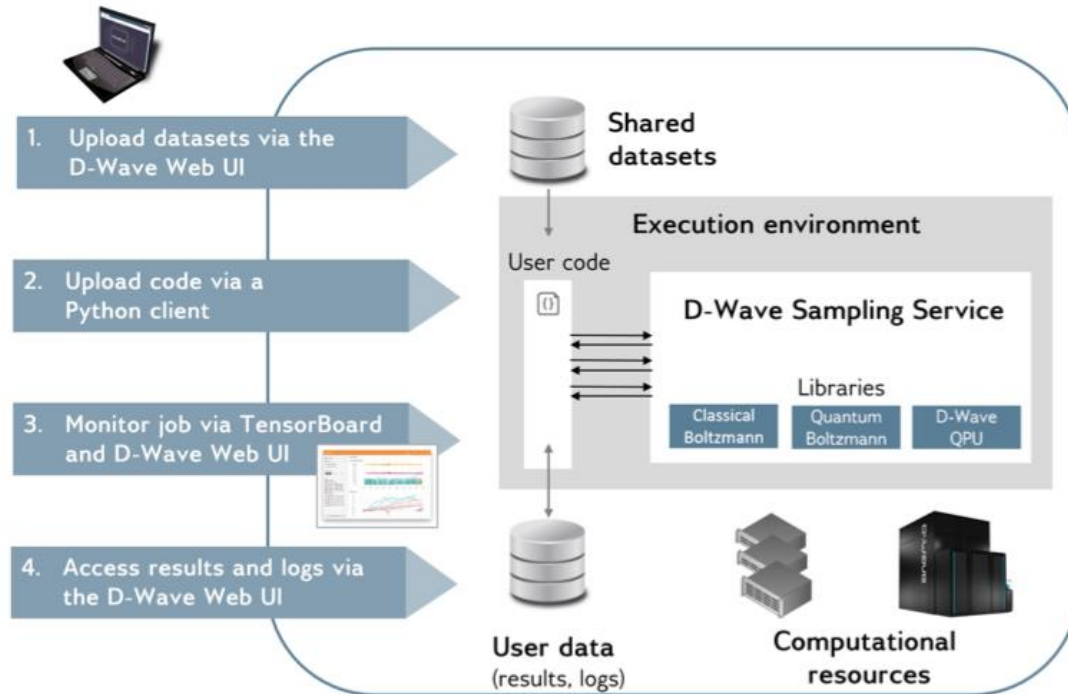 1. Upload datasets via the
D-Wave Web UI
2. Upload code via a
Python client
3. Monitor job via TensorBoard
and D-Wave Web UI
4. Access results and logs via
the D-Wave Web UI
Shared
datasets
Execution environment
User code
{}
D-Wave Sampling Service
Libraries
Classical
Boltzmann
Quantum
Boltzmann
D-Wave
QPU
User data
(results, logs)
Computational
resources